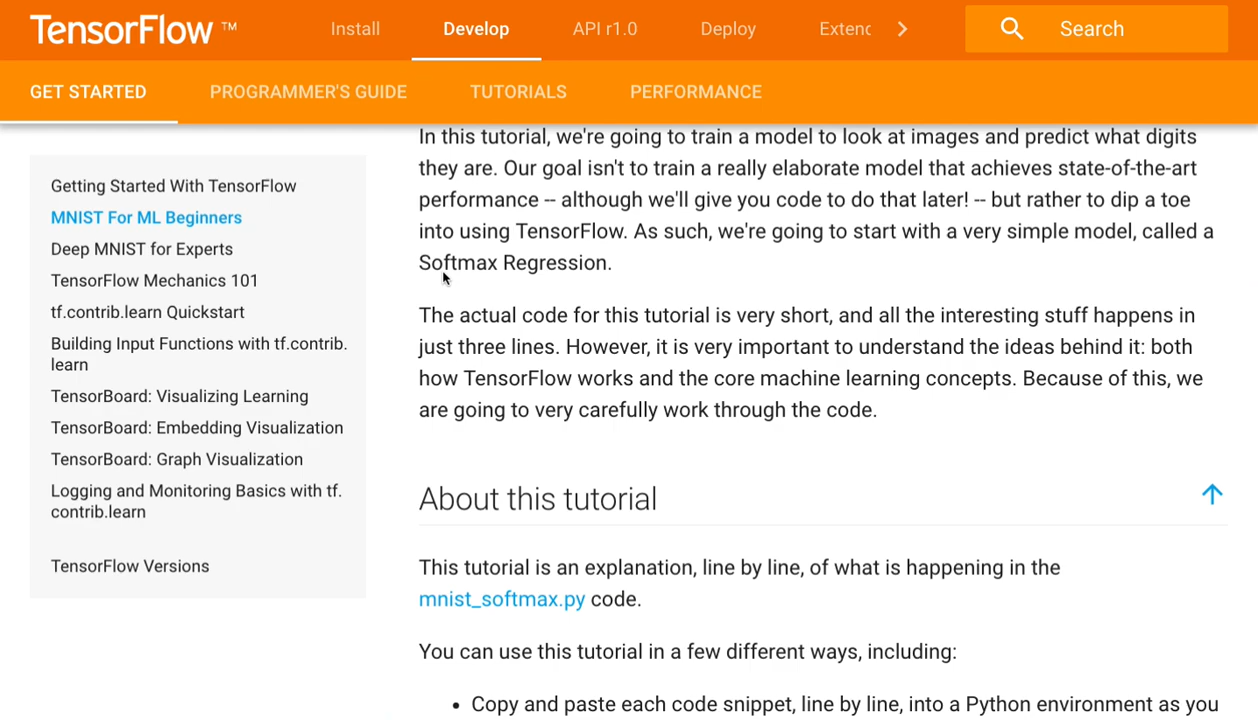 TensorFlow ™
Install Develop API r1.0 Deploy Extenc Search
GET STARTED PROGRAMMER'S GUIDE TUTORIALS PERFORMANCE
Getting Started With TensorFlow
MNIST For ML Beginners
Deep MNIST for Experts
TensorFlow Mechanics 101
tf.contrib.learn Quickstart
Building Input Functions with tf.contrib.
learn
TensorBoard: Visualizing Learning
TensorBoard: Embedding Visualization
TensorBoard: Graph Visualization
Logging and Monitoring Basics with tf.
contrib.learn
TensorFlow Versions
In this tutorial, we're going to train a model to look at images and predict what digits
they are. Our goal isn't to train a really elaborate model that achieves state-of-the-art
performance -- although we'll give you code to do that later! -- but rather to dip a toe
into using TensorFlow. As such, we're going to start with a very simple model, called a
Softmax Regression.
The actual code for this tutorial is very short, and all the interesting stuff happens in
just three lines. However, it is very important to understand the ideas behind it: both
how TensorFlow works and the core machine learning concepts. Because of this, we
are going to very carefully work through the code.
About this tutorial
This tutorial is an explanation, line by line, of what is happening in the
mnist_softmax.py code.
You can use this tutorial in a few different ways, including:
• Copy and paste each code snippet, line by line, into a Python environment as you